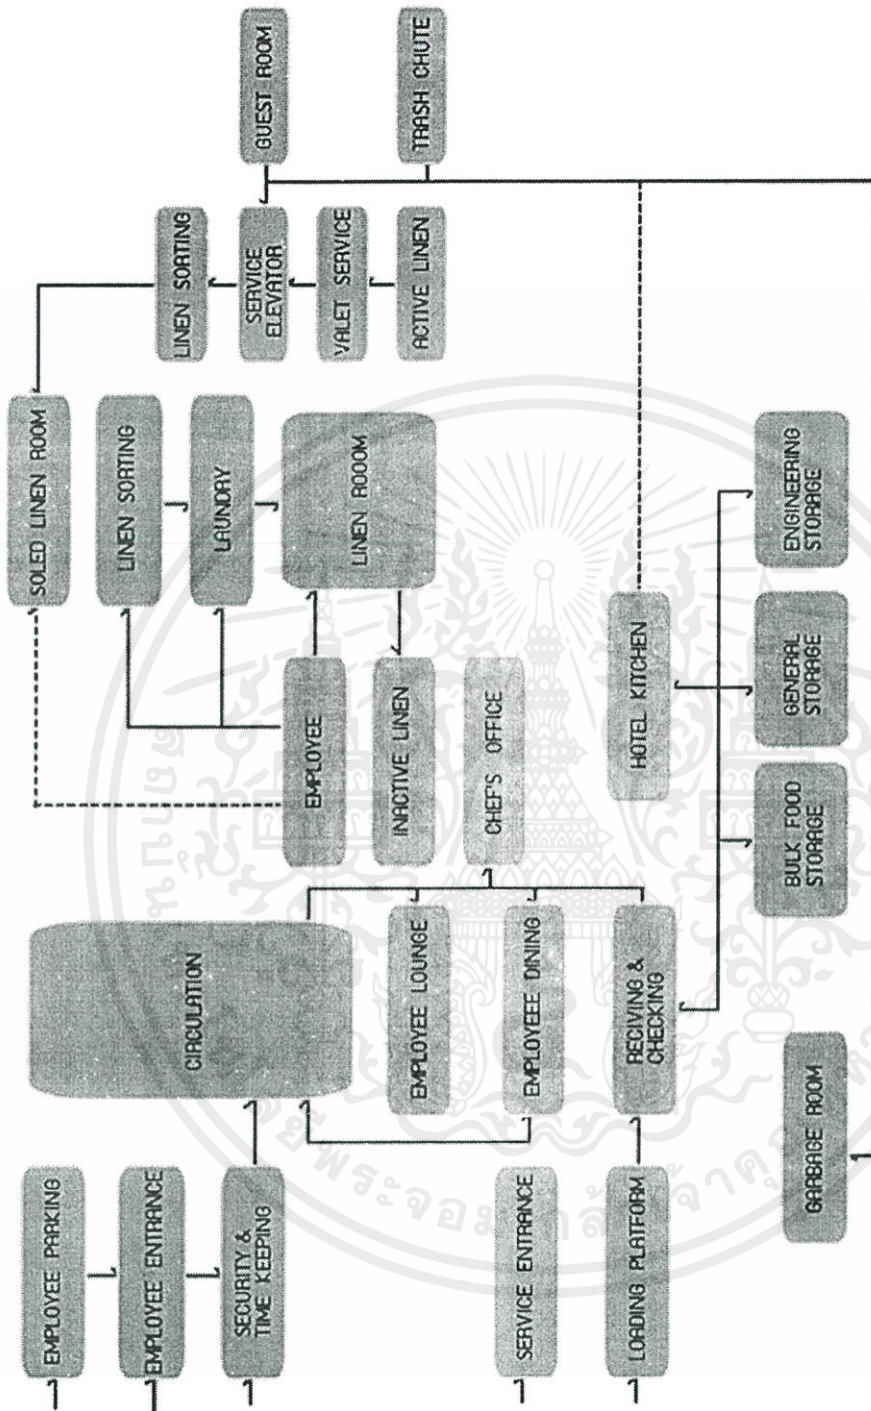 EMPLOYEE PARKING
EMPLOYEE ENTRANCE
SECURITY &
TIME KEEPING
SERVICE ENTRANCE
LOADING PLATFORM
GARBAGE ROOM
CIRCULATION
EMPLOYEE LOUNGE
EMPLOYEEE DINING
RECIVING &
CHECKING
EMPLOYEE
INACTIVE LINEN
CHEF'S OFFICE
HOTEL KITCHEN
BULK FOOD
STORAGE
GENERAL
STORAGE
ENGINEERING
STORAGE
SOLED LINEN ROOM
LINEN SORTING
LAUNDRY
LINEN ROOOM
LINEN SORTING
SERVICE
ELEVATOR
VALET SERVICE
ACTIVE LINEN
GUEST ROOM
TRASH CHUTE